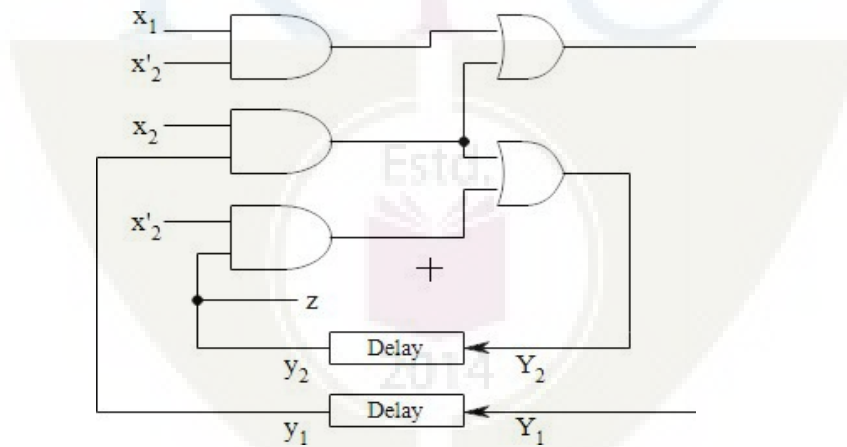 x₁
x'₂
x₂
x'₂
z
Delay
y₂
Y₂
Delay
y₁
Y₁
Estd.
2014